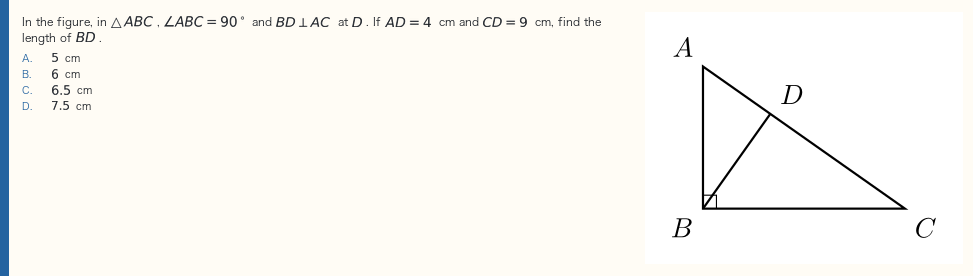 In the figure, in △ABC , ∠ABC = 90° and BD ⊥ AC at D . If AD = 4 cm and CD = 9 cm, find the
length of BD .
A. 5 cm
B. 6 cm
C. 6.5 cm
D. 7.5 cm
A
D
B
C